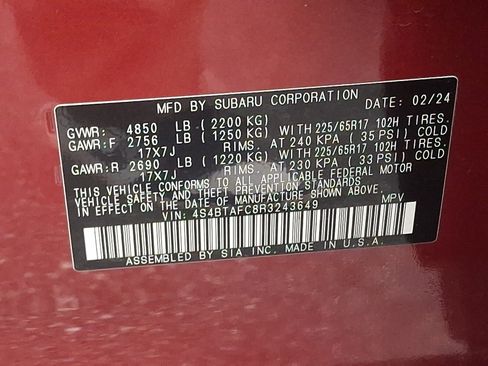 MFD BY SUBARU CORPORATION 02/24
GVWR: 4850 LB (2200 KG)
GAWR:F 2756 LB (1250 KG) WITH 225/65R17 102H TIRES.
17X7J RIMS. AT 240 KPA (35 PSI) COLD
GAWR:R 2690 LB (1220 KG) WITH 225/65R17 102H TIRES.
17X7J RIMS. AT 230 KPA (33 PSI) COLD
THIS VEHICLE CONFORMS TO ALL APPLICABLE FEDERAL MOTOR
VEHICLE SAFETY AND THEFT PREVENTION STANDARDS
IN EFFECT ON THE DATE OF MANUFACTURE SHOWN ABOVE.
VIN: 4S4BTAFC8R3243649 MPV
ASSEMBLED BY SIA INC. MADE IN U.S.A.